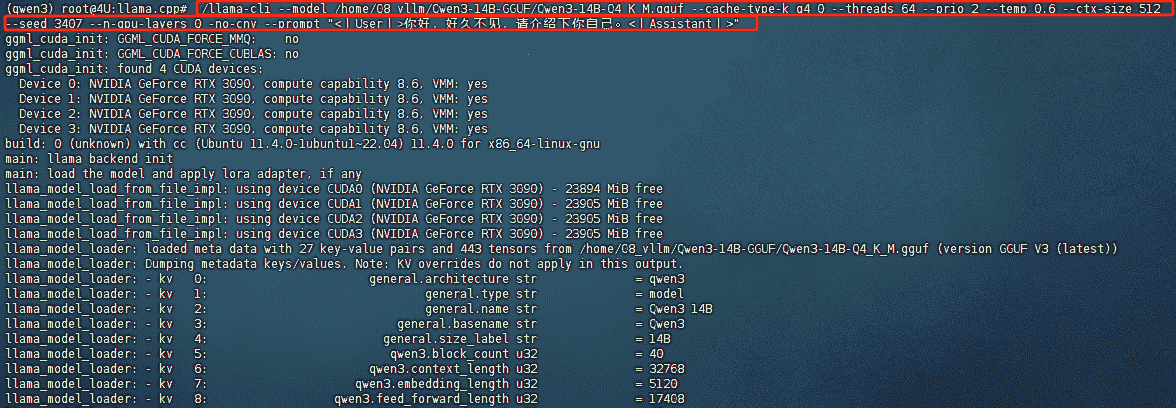 (qwen3) root@4U:llama.cpp# ./llama-cli --model /home/08_vllm/Qwen3-14B-GGUF/Qwen3-14B-Q4_K_M.gguf --cache-type-k q4_0 --threads 64 --prio 2 --temp 0.6 --ctx-size 512
--seed 3407 --n-gpu-layers 0 -no-cnv --prompt "<|User|>你好，好久不见，请介绍下你自己。<|Assistant|>"
ggml_cuda_init: GGML_CUDA_FORCE_MMQ:    no
ggml_cuda_init: GGML_CUDA_FORCE_CUBLAS: no
ggml_cuda_init: found 4 CUDA devices:
  Device 0: NVIDIA GeForce RTX 3090, compute capability 8.6, VMM: yes
  Device 1: NVIDIA GeForce RTX 3090, compute capability 8.6, VMM: yes
  Device 2: NVIDIA GeForce RTX 3090, compute capability 8.6, VMM: yes
  Device 3: NVIDIA GeForce RTX 3090, compute capability 8.6, VMM: yes
build: 0 (unknown) with cc (Ubuntu 11.4.0-1ubuntu1~22.04) 11.4.0 for x86_64-linux-gnu
main: llama backend init
main: load the model and apply lora adapter, if any
llama_model_load_from_file_impl: using device CUDA0 (NVIDIA GeForce RTX 3090) - 23894 MiB free
llama_model_load_from_file_impl: using device CUDA1 (NVIDIA GeForce RTX 3090) - 23905 MiB free
llama_model_load_from_file_impl: using device CUDA2 (NVIDIA GeForce RTX 3090) - 23905 MiB free
llama_model_load_from_file_impl: using device CUDA3 (NVIDIA GeForce RTX 3090) - 23905 MiB free
llama_model_loader: loaded meta data with 27 key-value pairs and 443 tensors from /home/08_vllm/Qwen3-14B-GGUF/Qwen3-14B-Q4_K_M.gguf (version GGUF V3 (latest))
llama_model_loader: Dumping metadata keys/values. Note: KV overrides do not apply in this output.
llama_model_loader: - kv   0:                       general.architecture str              = qwen3
llama_model_loader: - kv   1:                               general.type str              = model
llama_model_loader: - kv   2:                               general.name str              = Qwen3 14B
llama_model_loader: - kv   3:                           general.basename str              = Qwen3
llama_model_loader: - kv   4:                         general.size_label str              = 14B
llama_model_loader: - kv   5:                          qwen3.block_count u32              = 40
llama_model_loader: - kv   6:                       qwen3.context_length u32              = 32768
llama_model_loader: - kv   7:                     qwen3.embedding_length u32              = 5120
llama_model_loader: - kv   8:                  qwen3.feed_forward_length u32              = 17408